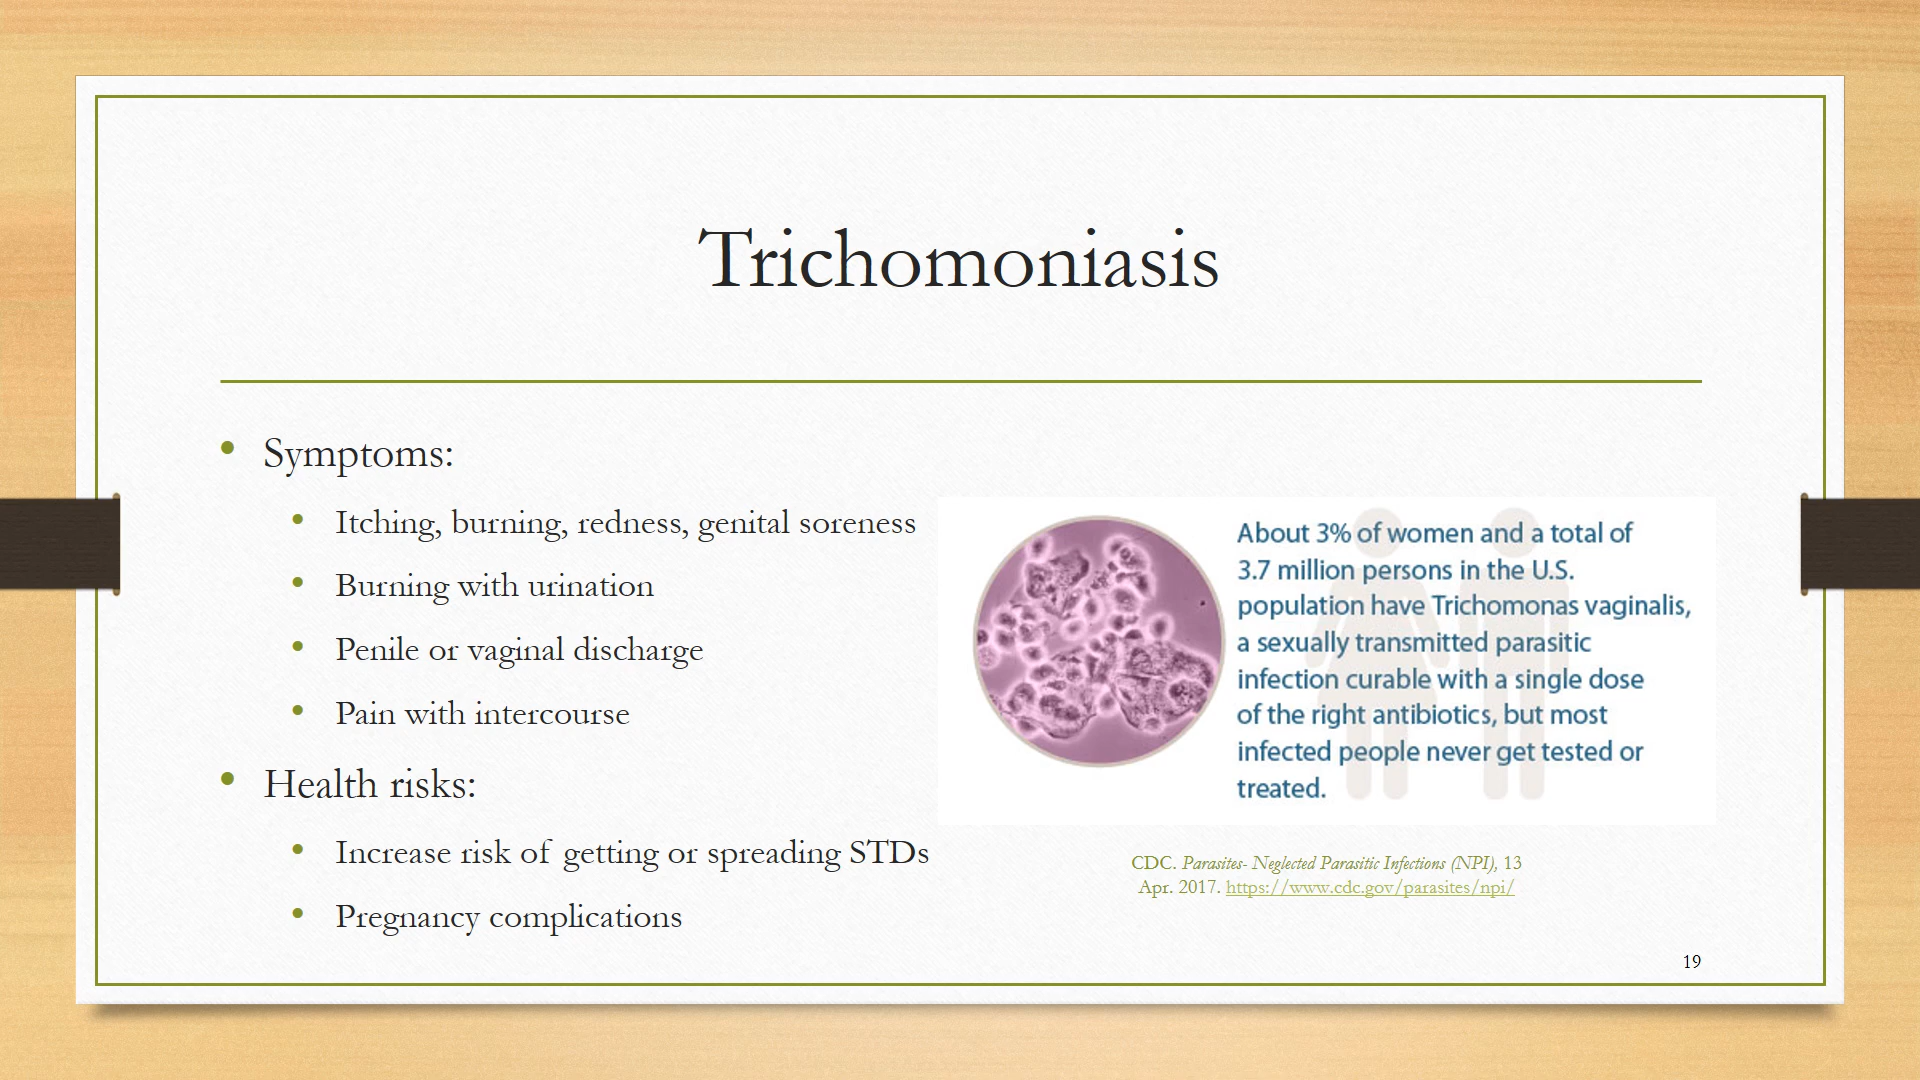 Trichomoniasis
• Symptoms:
• Itching, burning, redness, genital soreness
• Burning with urination
• Penile or vaginal discharge
• Pain with intercourse
• Health risks:
• Increase risk of getting or spreading STDs
• Pregnancy complications
About 3% of women and a total of
3.7 million persons in the U.S.
population have Trichomonas vaginalis,
a sexually transmitted parasitic
infection curable with a single dose
of the right antibiotics, but most
infected people never get tested or
treated.
CDC. Parasites- Neglected Parasitic Infections (NPI), 13
Apr. 2017. https://www.cdc.gov/parasites/npi/
19